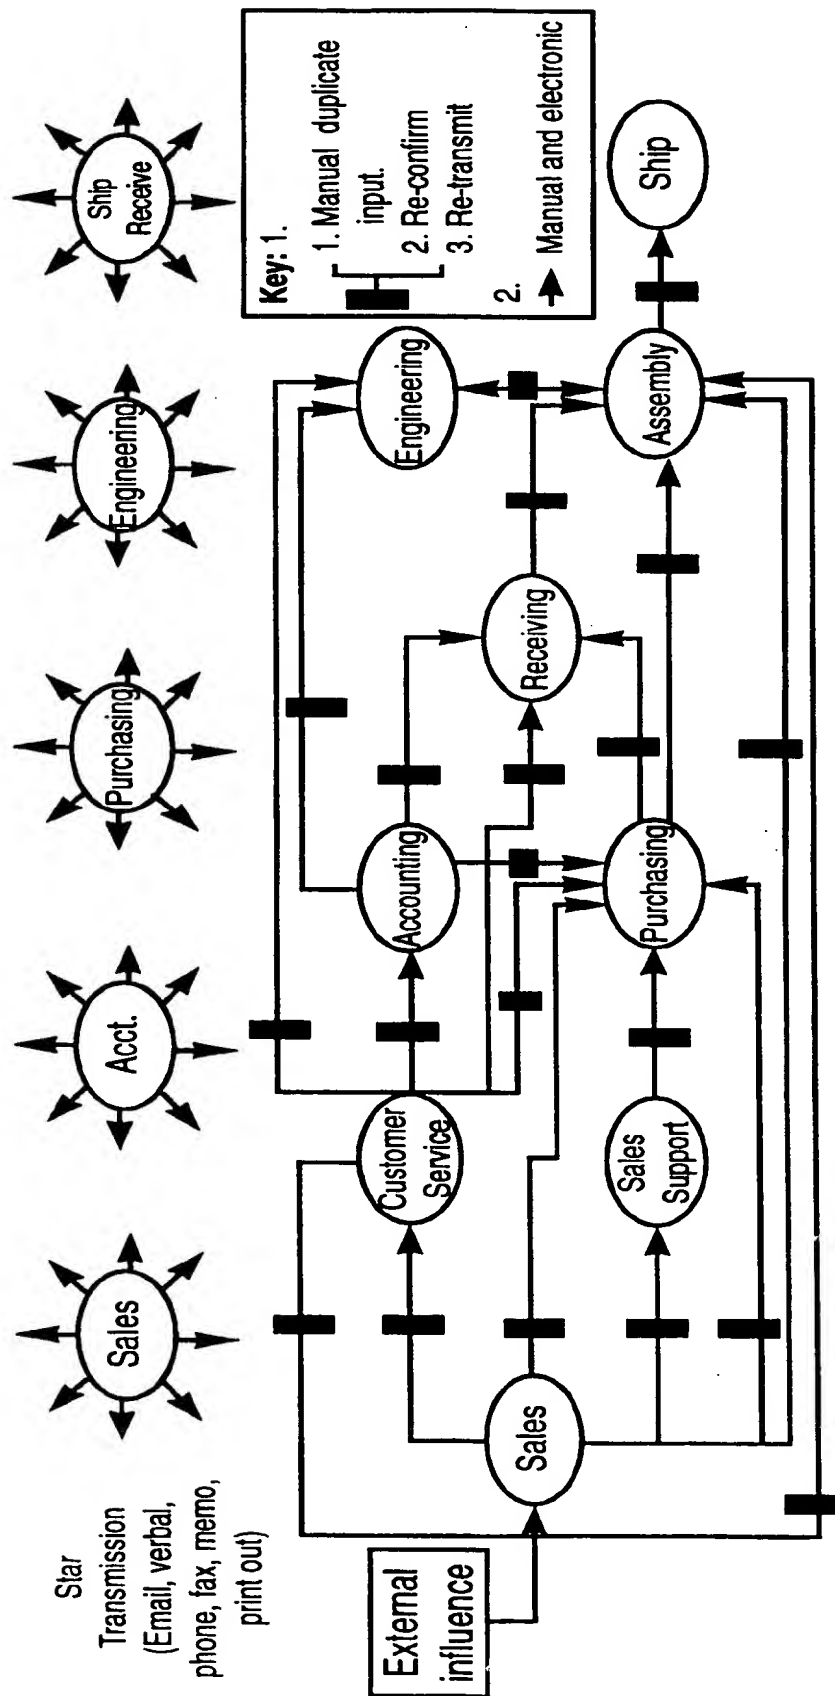 Star
Transmission
(Email, verbal,
phone, fax, memo,
print out)
Sales
Acct.
Purchasing
Engineering
Ship
Receive
External
influence
Sales
Customer
Service
Sales
Support
Accounting
Purchasing
Receiving
Engineering
Assembly
Ship
Key: 1.
1. Manual duplicate
input.
2. Re-confirm
3. Re-transmit
2.
Manual and electronic